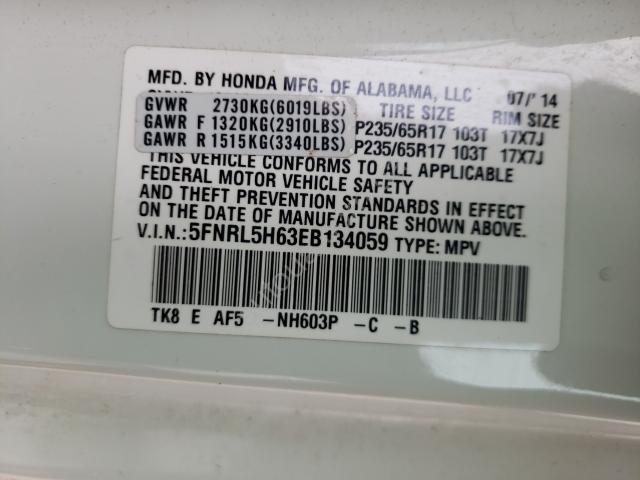 MFD. BY HONDA MFG. OF ALABAMA, LLC 07/'14
GVWR 2730KG(6019LBS) TIRE SIZE RIM SIZE
GAWR F 1320KG(2910LBS) P235/65R17 103T 17X7J
GAWR R 1515KG(3340LBS) P235/65R17 103T 17X7J
THIS VEHICLE CONFORMS TO ALL APPLICABLE
FEDERAL MOTOR VEHICLE SAFETY
AND THEFT PREVENTION STANDARDS IN EFFECT
ON THE DATE OF MANUFACTURE SHOWN ABOVE.
V.I.N.:5FNRL5H63EB134059 TYPE: MPV
TK8 E AF5 -NH603P -C -B